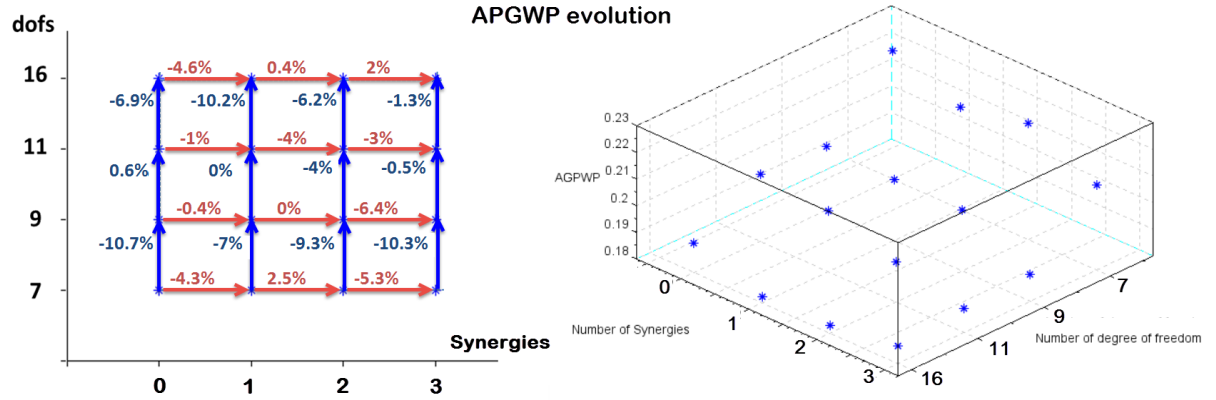 APGWP evolution
dofs
16
-4.6% 0.4% 2%
-6.9% -10.2% -6.2% -1.3%
11
-1% -4% -3%
0.6% 0% -4% -0.5%
9
-0.4% 0% -6.4%
-10.7% -7% -9.3% -10.3%
7
-4.3% 2.5% -5.3%
Synergies
0 1 2 3
0.23
0.22
0.21
AGPWP
0.2
0.19
0.18
0
1
2
3
Number of Synergies
7
9
11
16
Number of degree of freedom